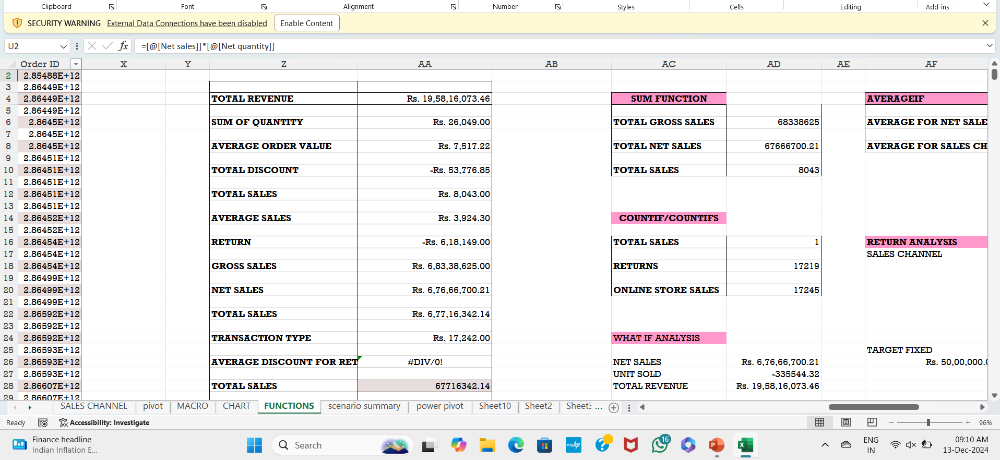 Clipboard Font Alignment Number Styles Cells Editing Add-ins
SECURITY WARNING External Data Connections have been disabled Enable Content
U2 fx =[@[Net sales]]*[@[Net quantity]]
Order ID X Y Z AA AB AC AD AE AF
2 2.85488E+12
3 2.86449E+12
4 2.86449E+12 TOTAL REVENUE Rs. 19,58,16,073.46 SUM FUNCTION AVERAGEIF
5 2.86449E+12
6 2.8645E+12 SUM OF QUANTITY Rs. 26,049.00 TOTAL GROSS SALES 68338625 AVERAGE FOR NET SALE
7 2.8645E+12
8 2.8645E+12 AVERAGE ORDER VALUE Rs. 7,517.22 TOTAL NET SALES 67666700.21 AVERAGE FOR SALES CH
9 2.86451E+12
10 2.86451E+12 TOTAL DISCOUNT -Rs. 53,776.85 TOTAL SALES 8043
11 2.86451E+12
12 2.86451E+12 TOTAL SALES Rs. 8,043.00
13 2.86451E+12
14 2.86452E+12 AVERAGE SALES Rs. 3,924.30 COUNTIF/COUNTIFS
15 2.86452E+12
16 2.86454E+12 RETURN -Rs. 6,18,149.00 TOTAL SALES 1 RETURN ANALYSIS
17 2.86454E+12 SALES CHANNEL
18 2.86454E+12 GROSS SALES Rs. 6,83,38,625.00 RETURNS 17219
19 2.86499E+12
20 2.86499E+12 NET SALES Rs. 6,76,66,700.21 ONLINE STORE SALES 17245
21 2.86499E+12
22 2.86592E+12 TOTAL SALES Rs. 6,77,16,342.14
23 2.86592E+12
24 2.86592E+12 TRANSACTION TYPE Rs. 17,242.00 WHAT IF ANALYSIS
25 2.86593E+12 TARGET FIXED
26 2.86593E+12 AVERAGE DISCOUNT FOR RET #DIV/0! NET SALES Rs. 6,76,66,700.21 Rs. 50,00,000.0
27 2.86593E+12 UNIT SOLD -335544.32
28 2.86607E+12 TOTAL SALES 67716342.14 TOTAL REVENUE Rs. 19,58,16,073.46
29 2.86607E+12
SALES CHANNEL pivot MACRO CHART FUNCTIONS scenario summary power pivot Sheet10 Sheet2 Sheet3 ...
Ready Accessibility: Investigate 96%
Finance headline
Indian Inflation E...
Search
myhp
16
ENG
IN
09:10 AM
13-Dec-2024